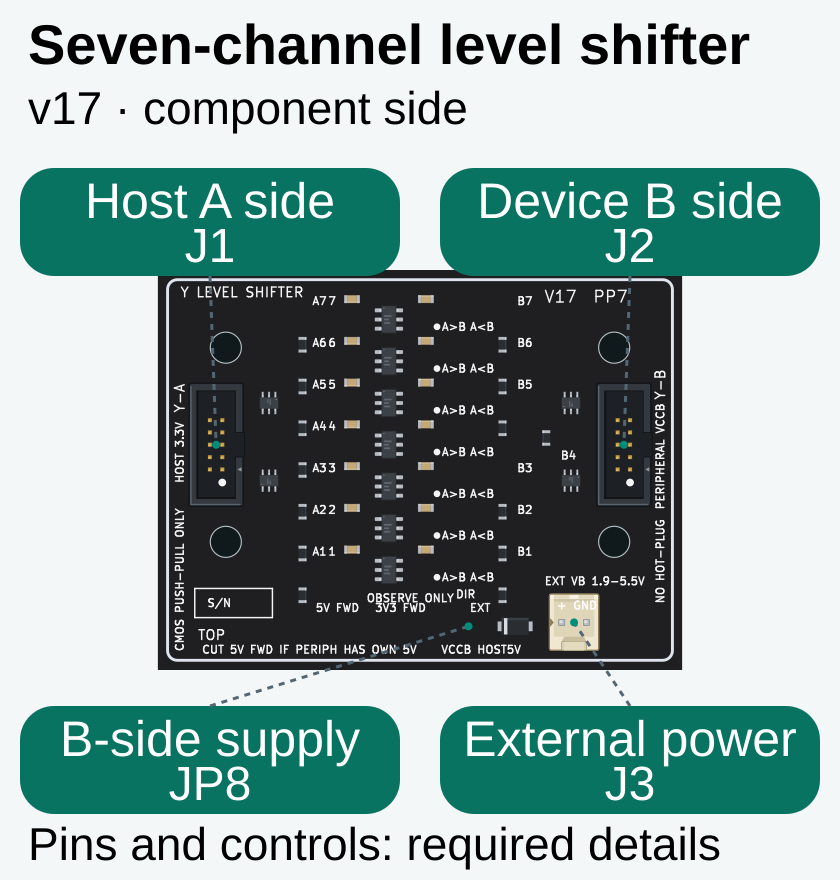 Seven-channel level shifter
v17 · component side
Host A side
J1
Device B side
J2
Y LEVEL SHIFTER
A77
B7
V17 PP7
A>B A<B
A66
B6
A>B A<B
A55
B5
A>B A<B
A44
B4
A>B A<B
A33
B3
A>B A<B
A22
B2
A>B A<B
A11
B1
A>B A<B
HOST 3.3V Y-A
CMOS PUSH-PULL ONLY
PERIPHERAL VCCB Y-B
NO HOT-PLUG
EXT VB 1.9-5.5V
+ GND
S/N
OBSERVE ONLY DIR
5V FWD 3V3 FWD EXT
TOP
CUT 5V FWD IF PERIPH HAS OWN 5V
VCCB HOST5V
B-side supply
JP8
External power
J3
Pins and controls: required details